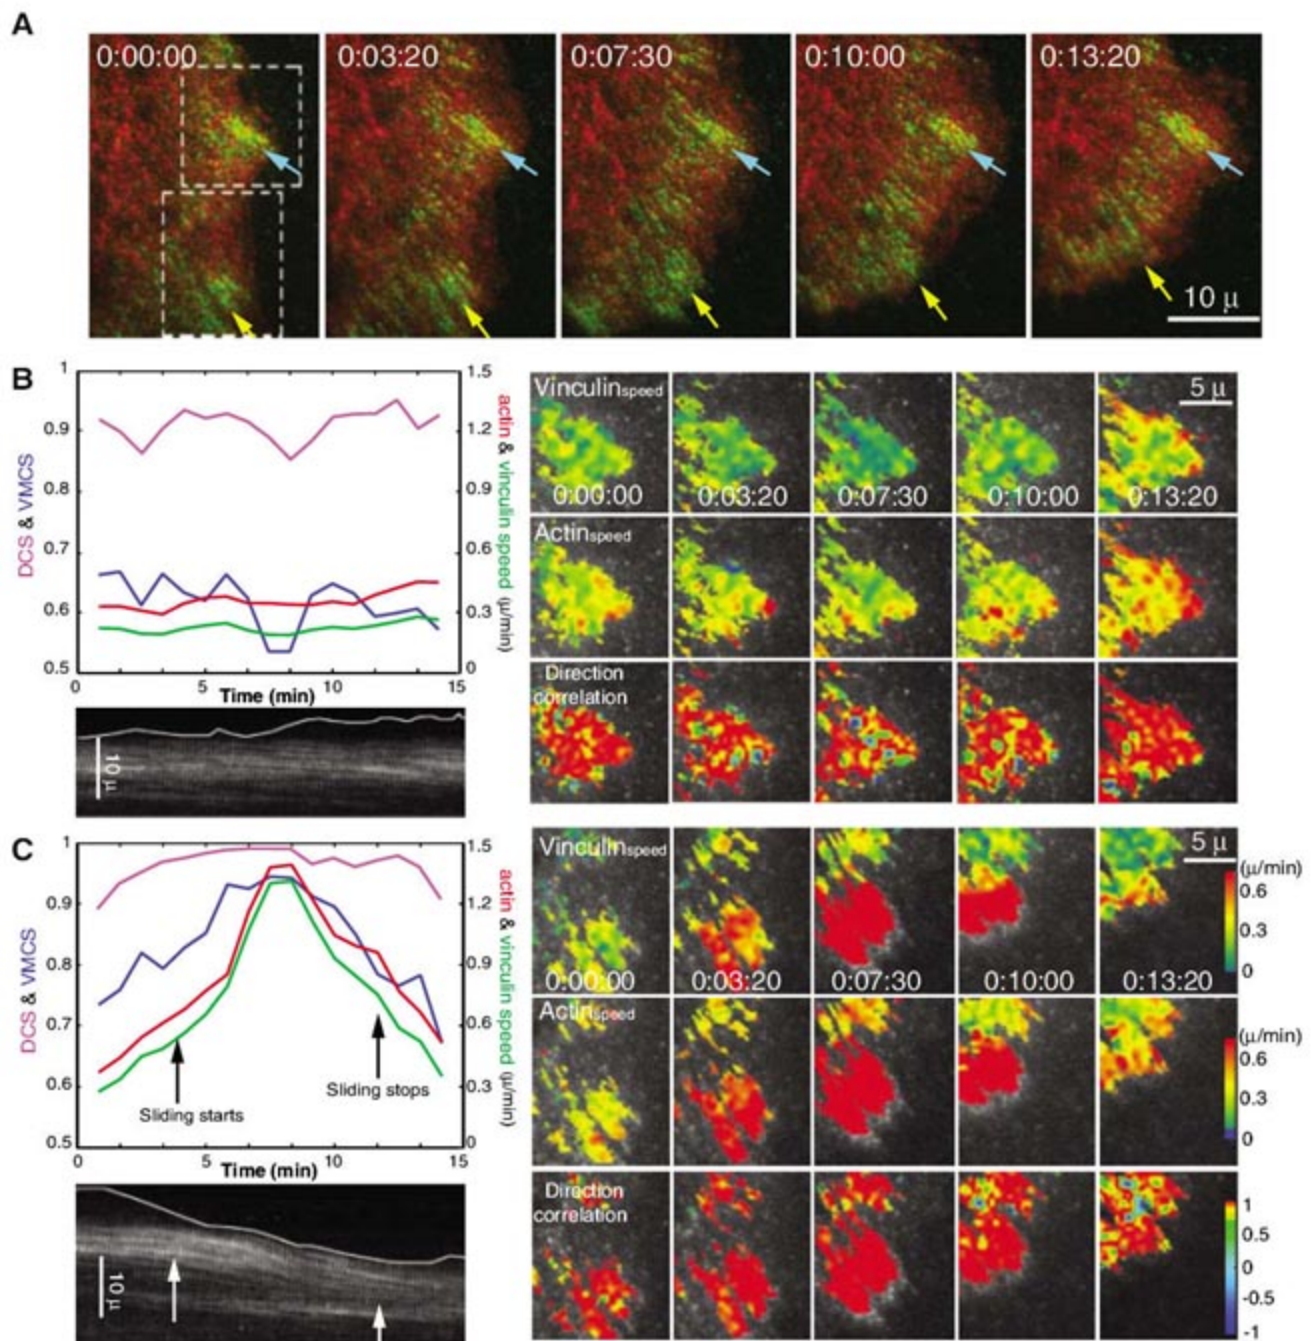 A
0:00:00
0:03:20
0:07:30
0:10:00
0:13:20
10 µ
B
DCS & VMCS
1
0.9
0.8
0.7
0.6
0.5
1.5
1.2
0.9
0.6
0.3
0
actin & vinculin speed (µ/min)
0
5
10
15
Time (min)
10 µ
Vinculinspeed
5 µ
0:00:00
0:03:20
0:07:30
0:10:00
0:13:20
Actinspeed
Direction
correlation
C
DCS & VMCS
1
0.9
0.8
0.7
0.6
0.5
1.5
1.2
0.9
0.6
0.3
0
actin & vinculin speed (µ/min)
Sliding starts
Sliding stops
0
5
10
15
Time (min)
10 µ
Vinculinspeed
5 µ
0:00:00
0:03:20
0:07:30
0:10:00
0:13:20
(µ/min)
0.6
0.3
0
Actinspeed
(µ/min)
0.6
0.3
0
Direction
correlation
1
0.5
0
-0.5
-1